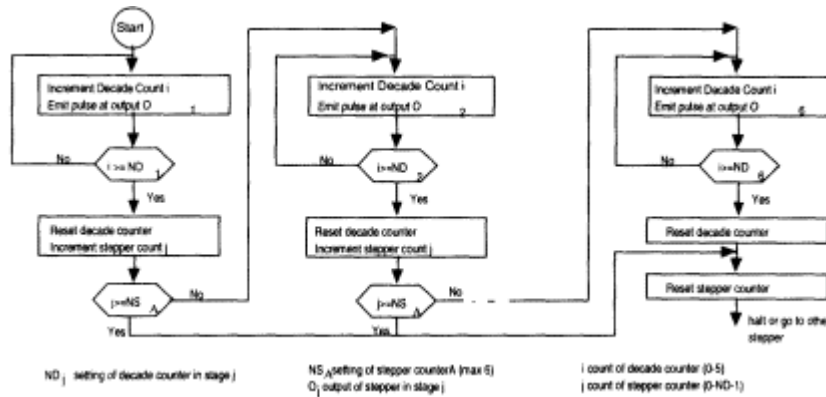 Start
Increment Decade Count i
Emit pulse at output O 1
i >= ND 1
No
Yes
Reset decade counter
Increment stepper count j
j>=NS A
No
Yes
Increment Decade Count i
Emit pulse at output O 2
i>=ND 2
No
Yes
Reset decade counter
Increment stepper count j
j>=NS A
No
Yes
Increment Decade Count i
Emit pulse at output O 6
i>=ND 6
No
Yes
Reset decade counter
Reset stepper counter
halt or go to othe
stepper
ND j setting of decade counter in stage j
NS A setting of stepper counter A (max 6)
O j output of stepper in stage j
i count of decade counter (0-5)
j count of stepper counter (0-ND-1)